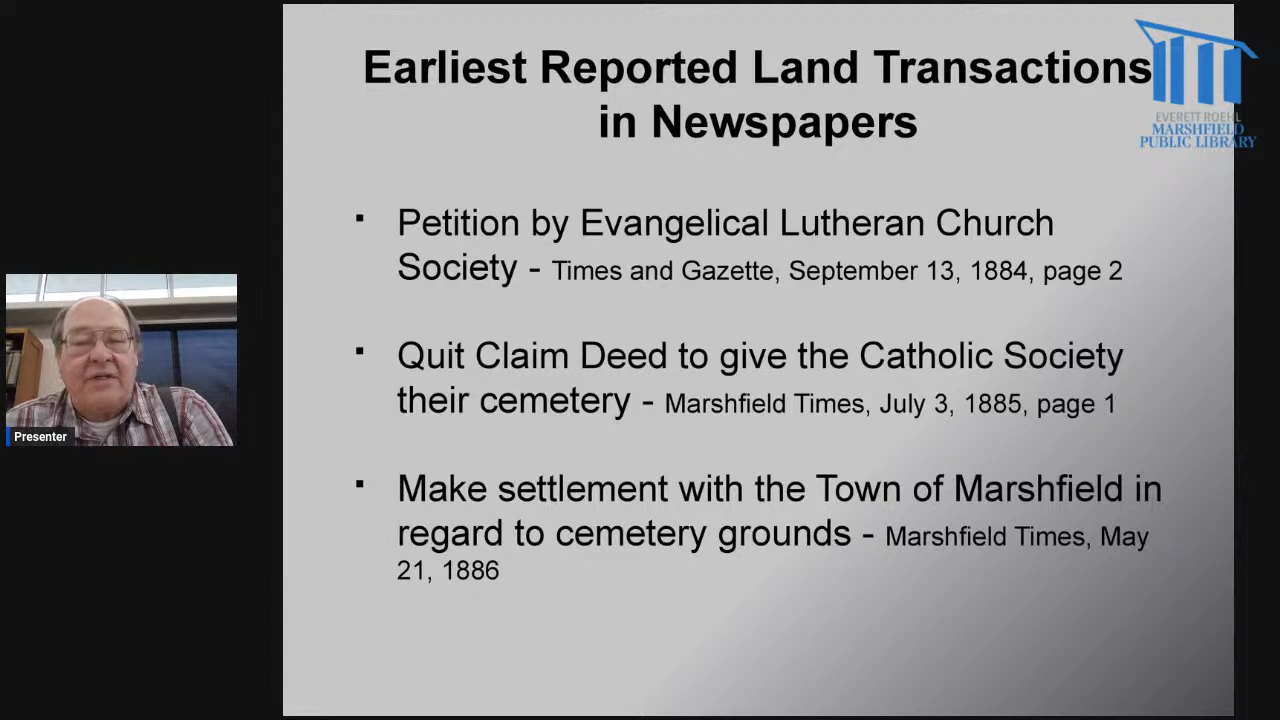 Earliest Reported Land Transactions
in Newspapers
EVERETT ROEHL
MARSHFIELD
PUBLIC LIBRARY
▪ Petition by Evangelical Lutheran Church
Society - Times and Gazette, September 13, 1884, page 2
▪ Quit Claim Deed to give the Catholic Society
their cemetery - Marshfield Times, July 3, 1885, page 1
▪ Make settlement with the Town of Marshfield in
regard to cemetery grounds - Marshfield Times, May
21, 1886
Presenter